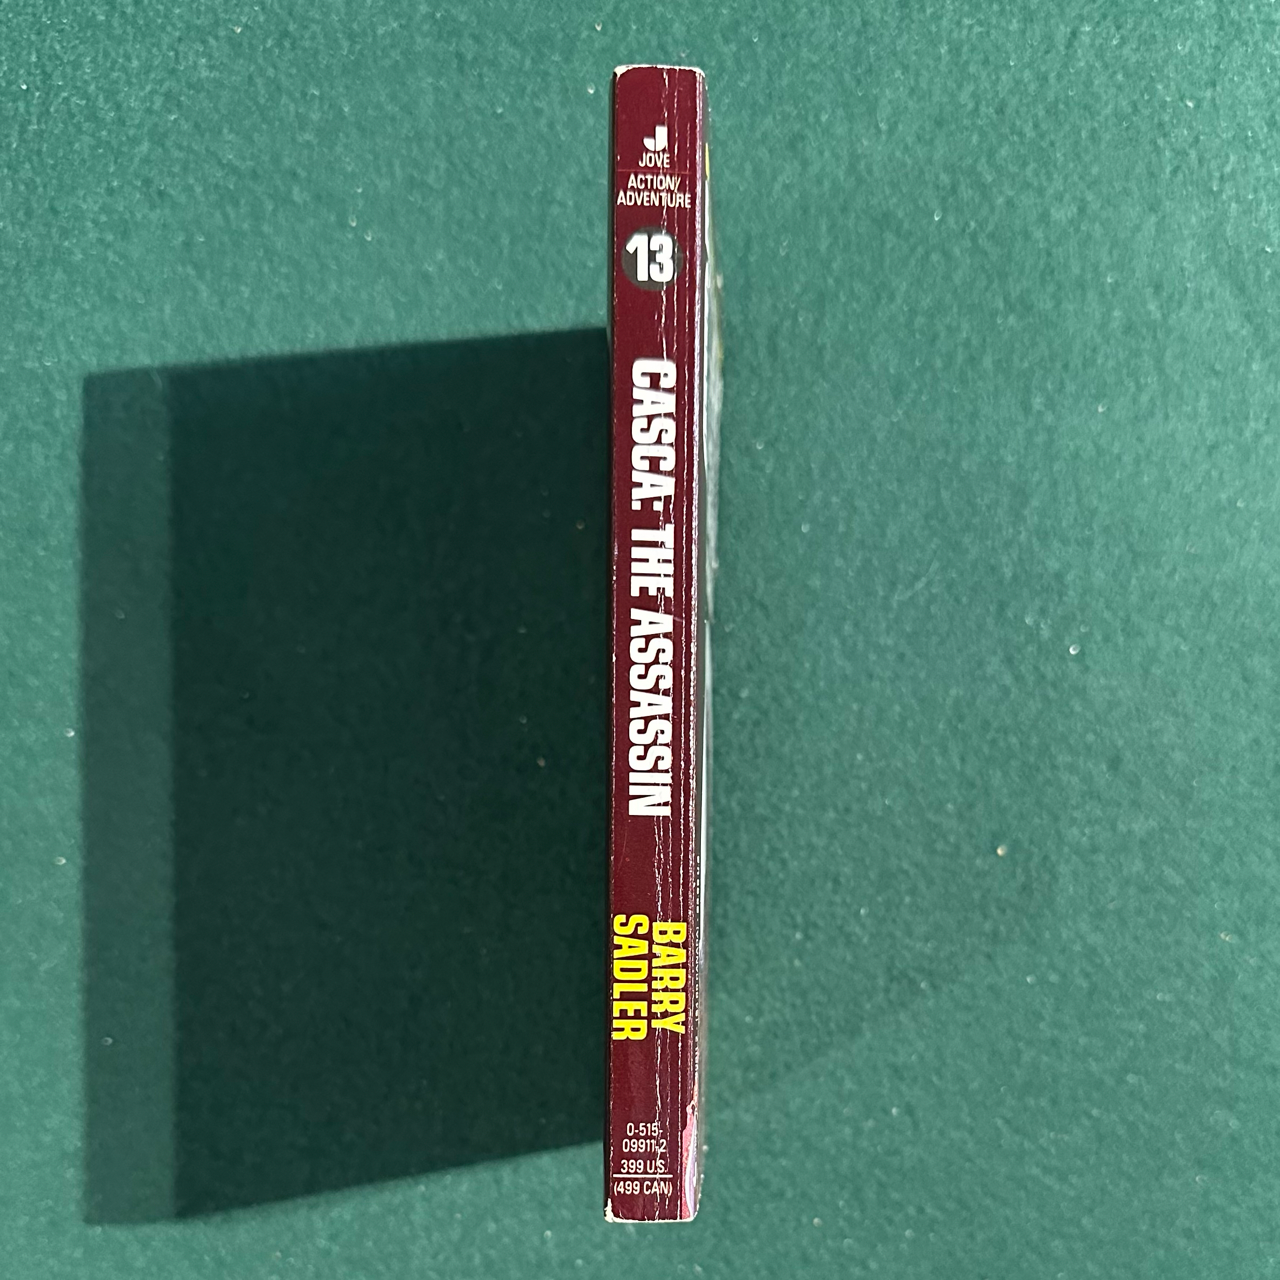 JOVE
ACTION/
ADVENTURE
13
CASCA: THE ASSASSIN
BARRY
SADLER
0-515-
09911-2
399 U.S.
(499 CAN)